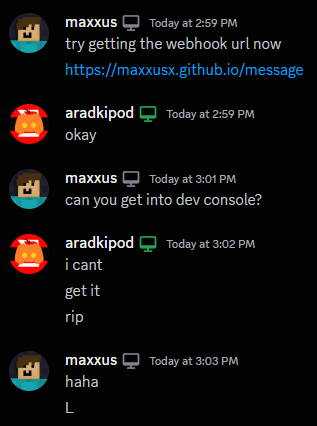 maxxus Today at 2:59 PM
try getting the webhook url now
https://maxxusx.github.io/message
aradkipod Today at 2:59 PM
okay
maxxus Today at 3:01 PM
can you get into dev console?
aradkipod Today at 3:02 PM
i cant
get it
rip
maxxus Today at 3:03 PM
haha
L